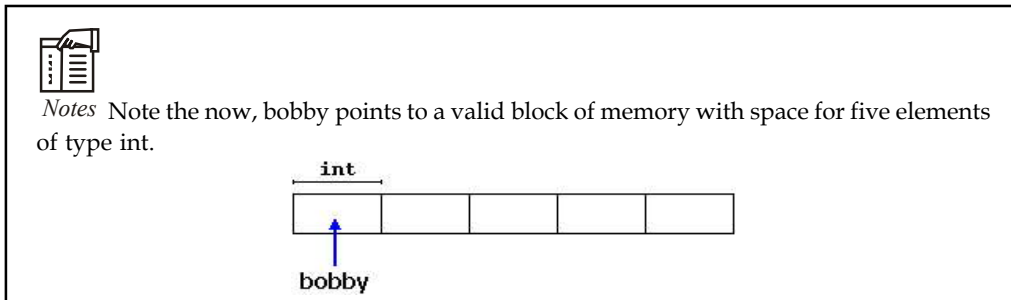 Notes Note the now, bobby points to a valid block of memory with space for five elements
of type int.
int
bobby